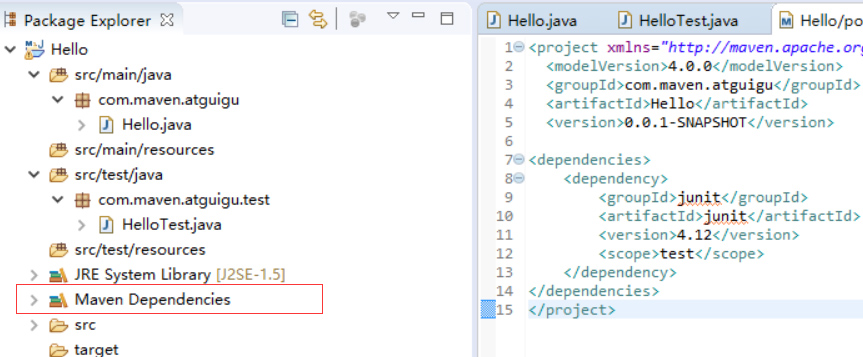 Package Explorer
Hello
src/main/java
com.maven.atguigu
Hello.java
src/main/resources
src/test/java
com.maven.atguigu.test
HelloTest.java
src/test/resources
JRE System Library [J2SE-1.5]
Maven Dependencies
src
target
Hello.java HelloTest.java Hello/po
1 <project xmlns="http://maven.apache.org
2 <modelVersion>4.0.0</modelVersion>
3 <groupId>com.maven.atguigu</groupId>
4 <artifactId>Hello</artifactId>
5 <version>0.0.1-SNAPSHOT</version>
6
7 <dependencies>
8 <dependency>
9 <groupId>junit</groupId>
10 <artifactId>junit</artifactId>
11 <version>4.12</version>
12 <scope>test</scope>
13 </dependency>
14 </dependencies>
15 </project>